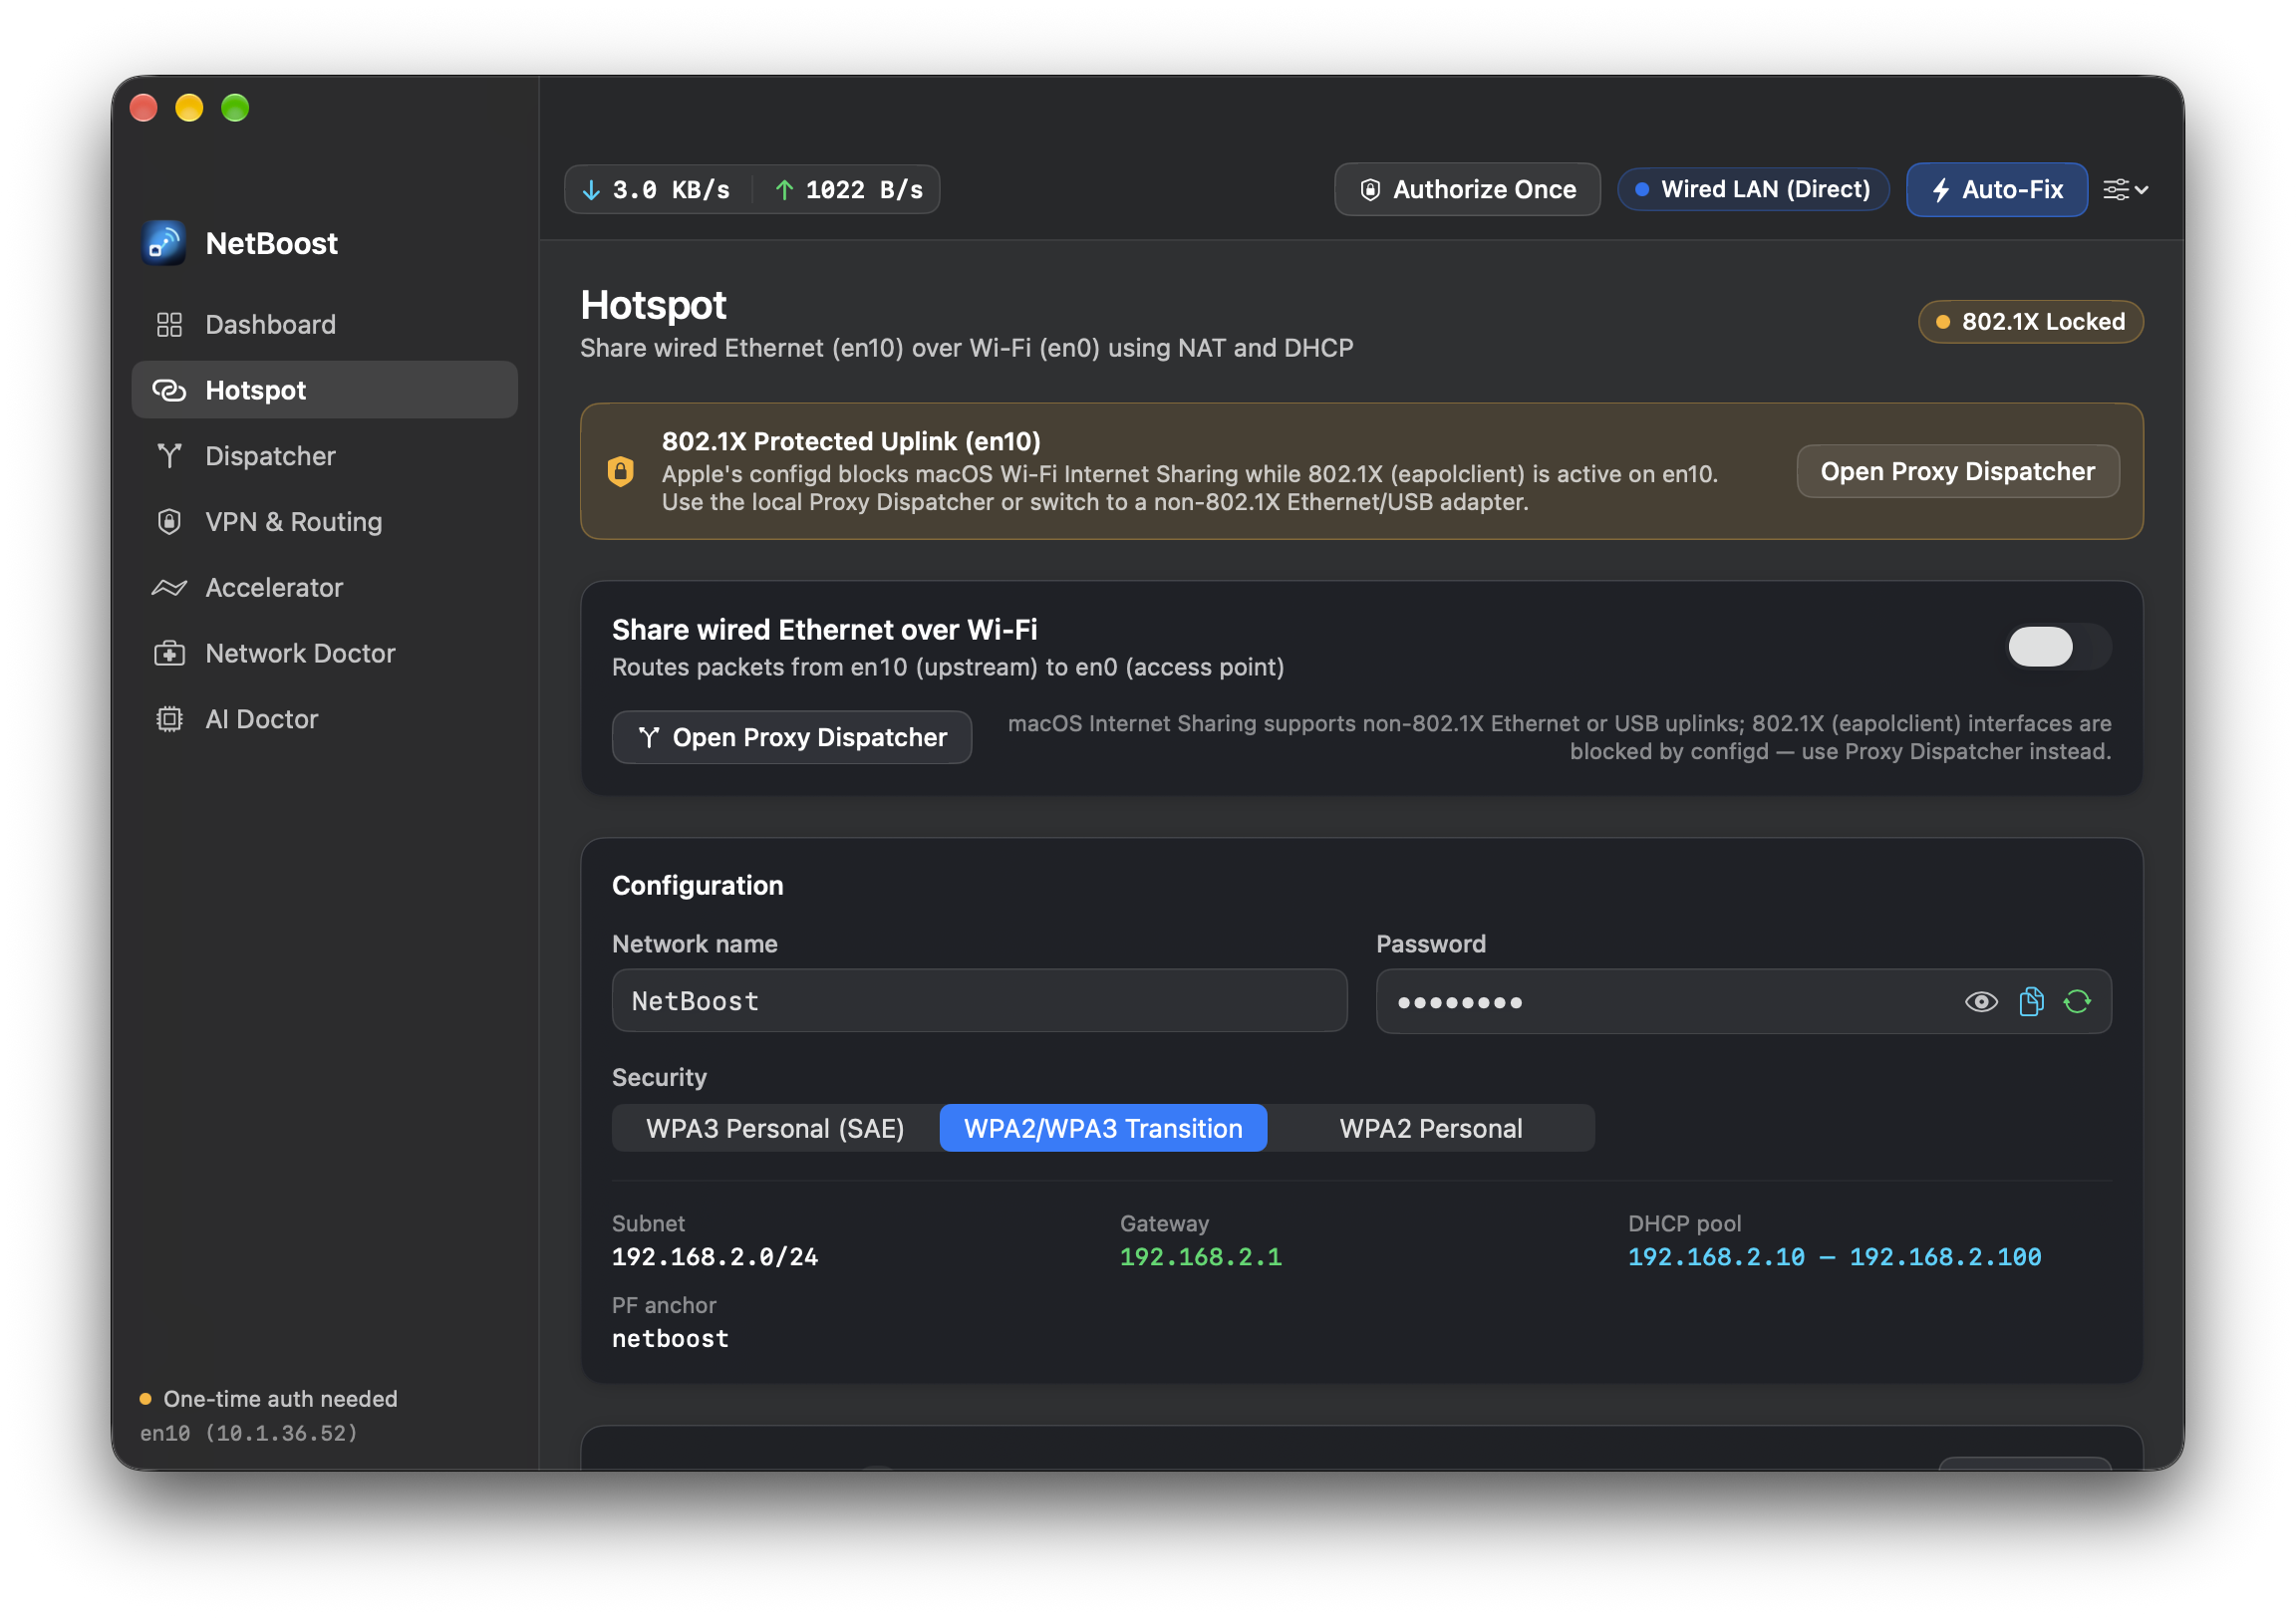 NetBoost
Dashboard
Hotspot
Dispatcher
VPN & Routing
Accelerator
Network Doctor
AI Doctor
One-time auth needed
en10 (10.1.36.52)
3.0 KB/s
1022 B/s
Authorize Once
Wired LAN (Direct)
Auto-Fix
Hotspot
Share wired Ethernet (en10) over Wi-Fi (en0) using NAT and DHCP
802.1X Locked
802.1X Protected Uplink (en10)
Apple's configd blocks macOS Wi-Fi Internet Sharing while 802.1X (eapolclient) is active on en10.
Use the local Proxy Dispatcher or switch to a non-802.1X Ethernet/USB adapter.
Open Proxy Dispatcher
Share wired Ethernet over Wi-Fi
Routes packets from en10 (upstream) to en0 (access point)
Open Proxy Dispatcher
macOS Internet Sharing supports non-802.1X Ethernet or USB uplinks; 802.1X (eapolclient) interfaces are
blocked by configd — use Proxy Dispatcher instead.
Configuration
Network name
NetBoost
Password
••••••••
Security
WPA3 Personal (SAE)
WPA2/WPA3 Transition
WPA2 Personal
Subnet
192.168.2.0/24
Gateway
192.168.2.1
DHCP pool
192.168.2.10 – 192.168.2.100
PF anchor
netboost